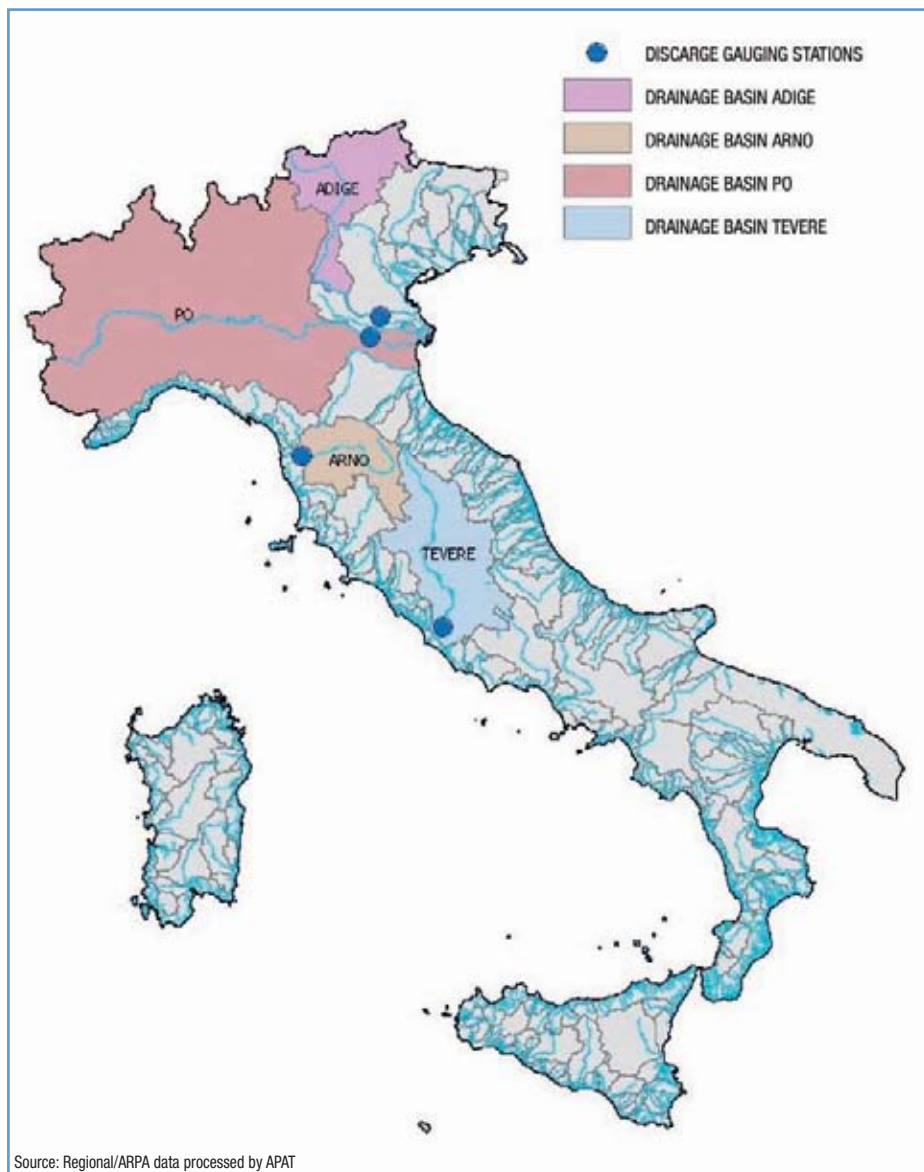 DISCARGE GAUGING STATIONS
DRAINAGE BASIN ADIGE
DRAINAGE BASIN ARNO
DRAINAGE BASIN PO
DRAINAGE BASIN TEVERE
ADIGE
PO
ARNO
TEVERE
Source: Regional/ARPA data processed by APAT